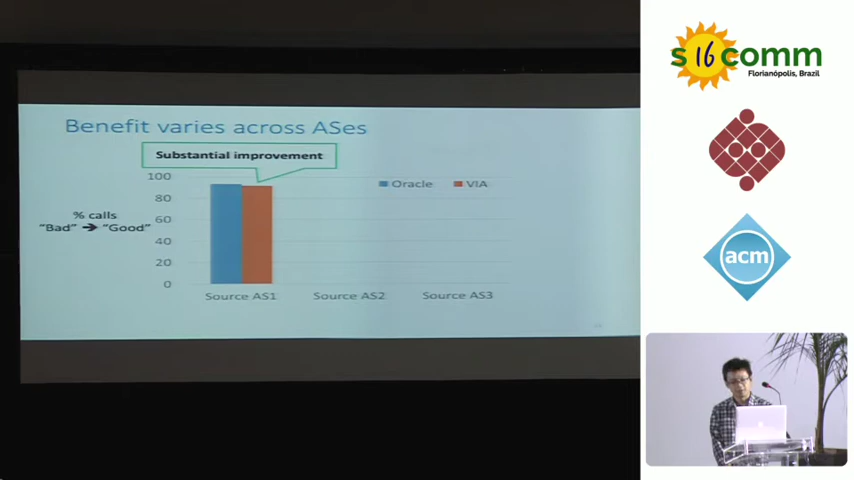 Benefit varies across ASes
Substantial improvement
100
80
60
40
20
0
% calls
"Bad" ➔ "Good"
Oracle
VIA
Source AS1
Source AS2
Source AS3
s16comm
Florianópolis, Brazil
acm